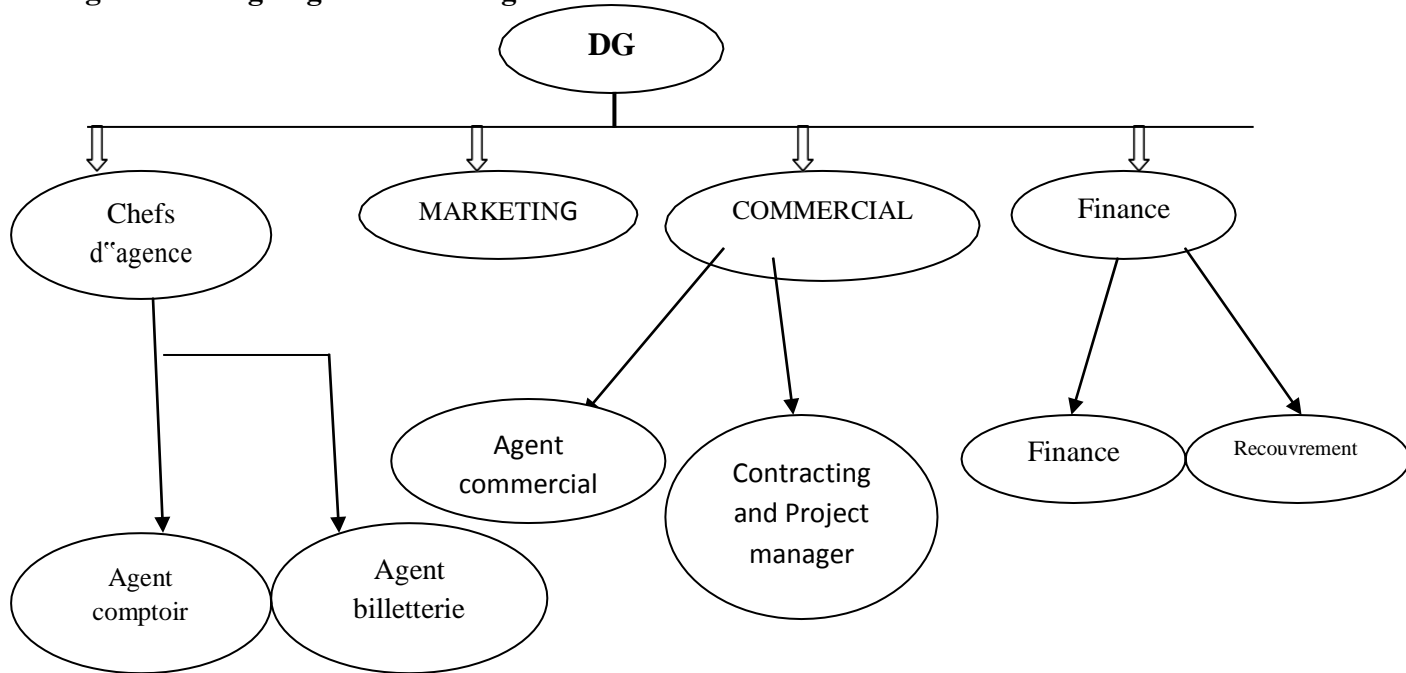 DG
Chefs
d‟agence
MARKETING
COMMERCIAL
Finance
Agent
commercial
Contracting
and Project
manager
Finance
Recouvrement
Agent
comptoir
Agent
billetterie